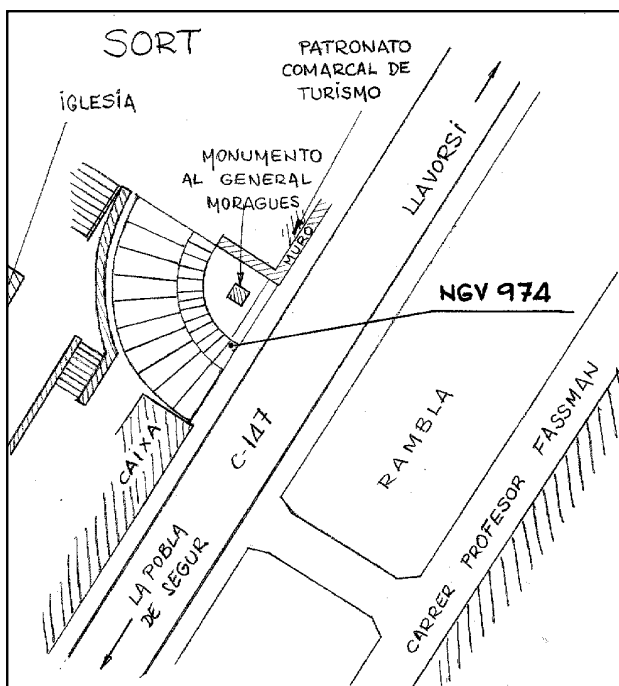 SORT
PATRONATO
COMARCAL DE
TURISMO
iGLESIA
MONUMENTO
AL GENERAL
MORAGUES
MURO
LLAVORSÍ
NGV 974
RAMBLA
CARRER PROFESOR FASSMAN
CAIXA
C-147
LA POBLA
DE SEGUR